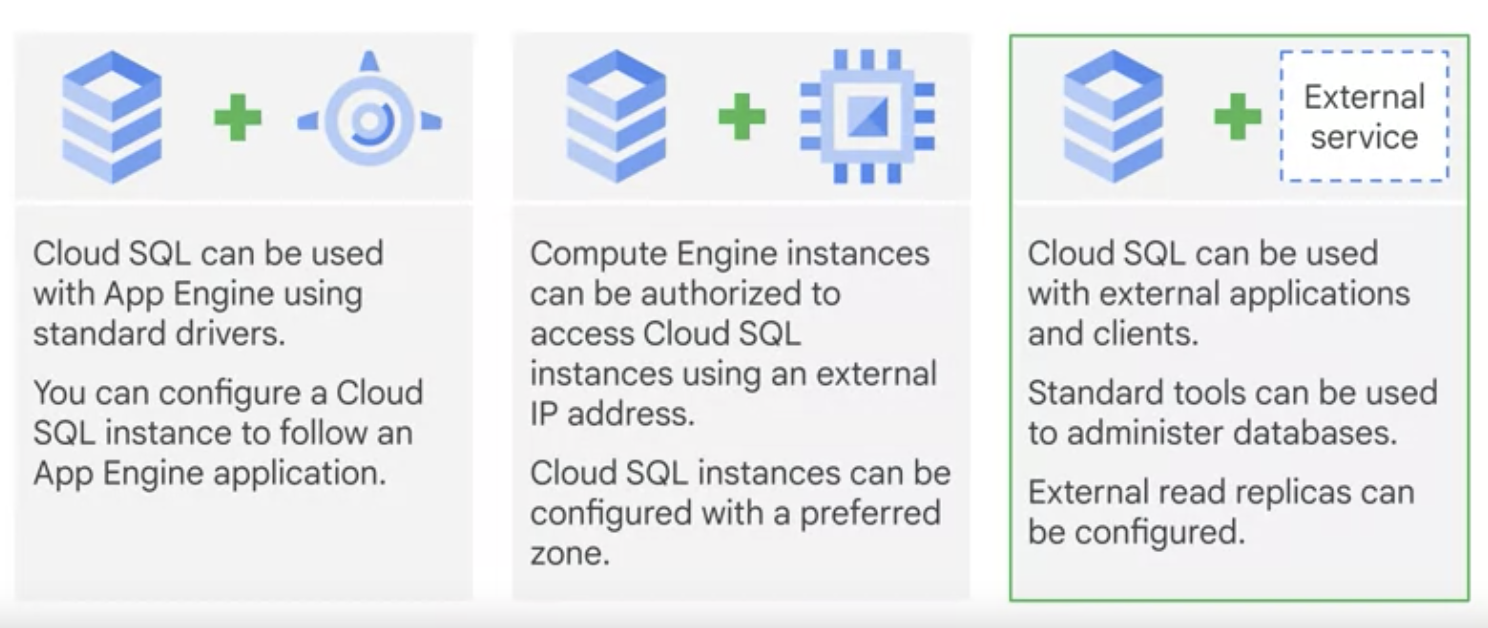 Cloud SQL can be used
with App Engine using
standard drivers.
You can configure a Cloud
SQL instance to follow an
App Engine application.
Compute Engine instances
can be authorized to
access Cloud SQL
instances using an external
IP address.
Cloud SQL instances can be
configured with a preferred
zone.
External
service
Cloud SQL can be used
with external applications
and clients.
Standard tools can be used
to administer databases.
External read replicas can
be configured.